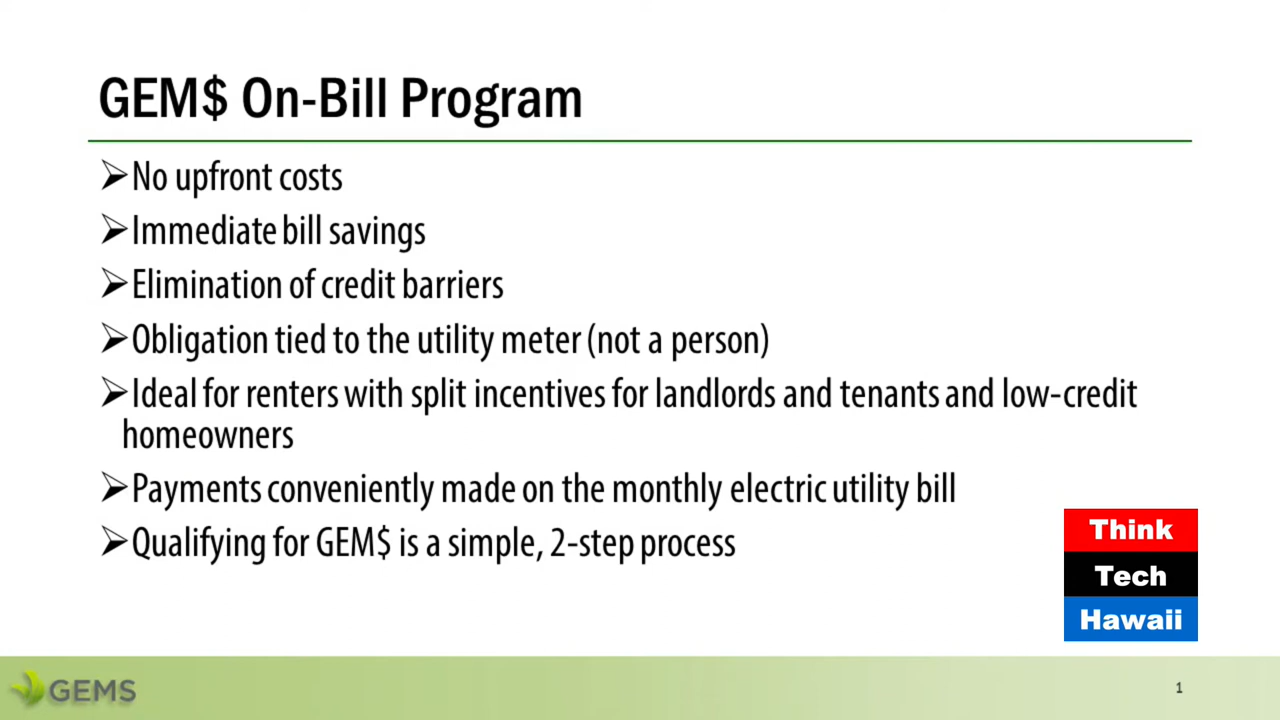 GEM$ On-Bill Program
➢No upfront costs
➢Immediate bill savings
➢Elimination of credit barriers
➢Obligation tied to the utility meter (not a person)
➢Ideal for renters with split incentives for landlords and tenants and low-credit
homeowners
➢Payments conveniently made on the monthly electric utility bill
➢Qualifying for GEM$ is a simple, 2-step process
Think
Tech
Hawaii
GEMS
1